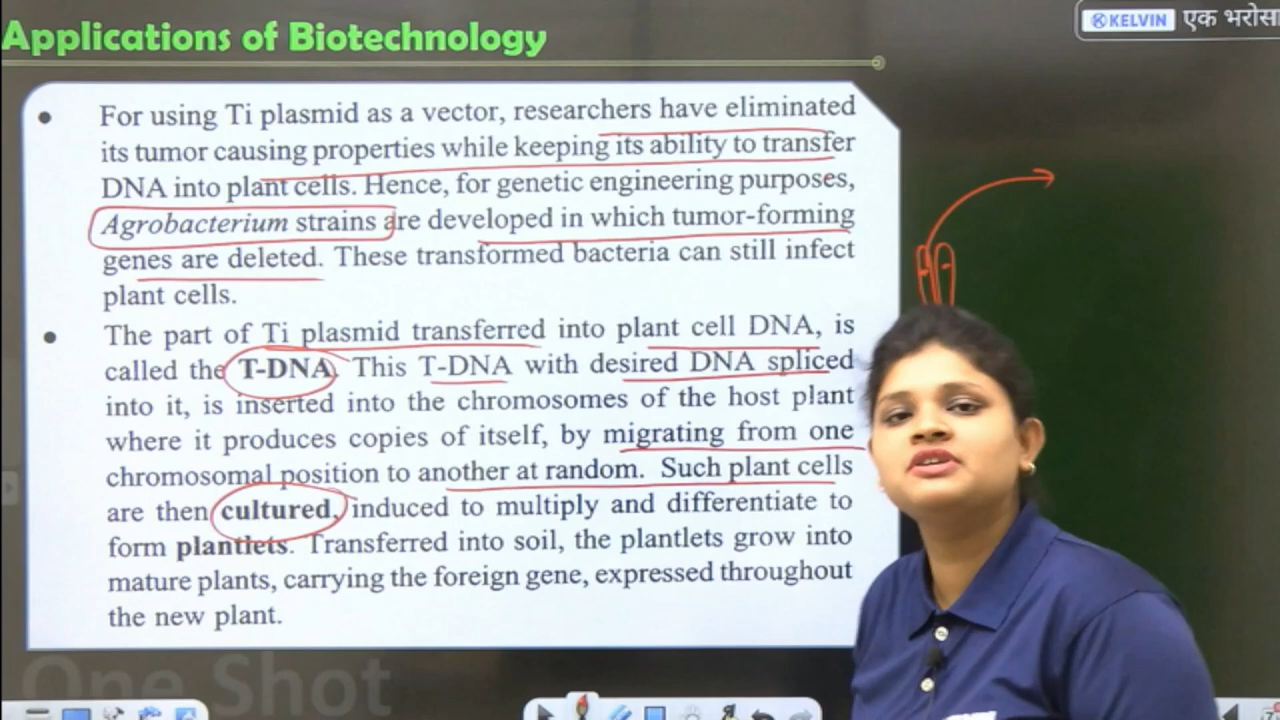 Applications of Biotechnology
KELVIN एक भरोसा
• For using Ti plasmid as a vector, researchers have eliminated
its tumor causing properties while keeping its ability to transfer
DNA into plant cells. Hence, for genetic engineering purposes,
Agrobacterium strains are developed in which tumor-forming
genes are deleted. These transformed bacteria can still infect
plant cells.
• The part of Ti plasmid transferred into plant cell DNA, is
called the T-DNA. This T-DNA with desired DNA spliced
into it, is inserted into the chromosomes of the host plant
where it produces copies of itself, by migrating from one
chromosomal position to another at random. Such plant cells
are then cultured, induced to multiply and differentiate to
form plantlets. Transferred into soil, the plantlets grow into
mature plants, carrying the foreign gene, expressed throughout
the new plant.
One Shot